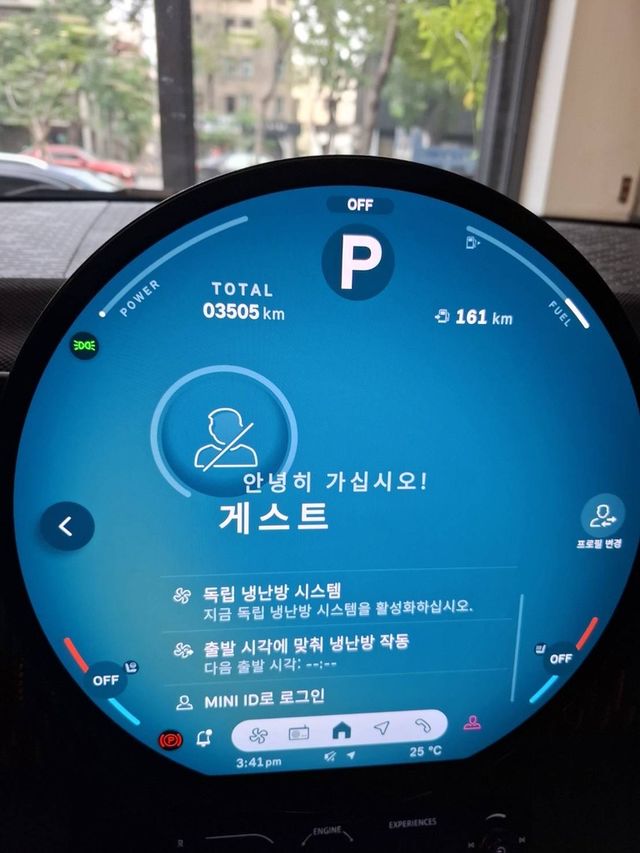 OFF
P
POWER
TOTAL
03505 km
161 km
FUEL
안녕히 가십시오!
게스트
프로필 변경
독립 냉난방 시스템
지금 독립 냉난방 시스템을 활성화하십시오.
출발 시각에 맞춰 냉난방 작동
다음 출발 시각: --:--
MINI ID로 로그인
OFF
OFF
P
3:41pm
25 °C
ENGINE
EXPERIENCES
R